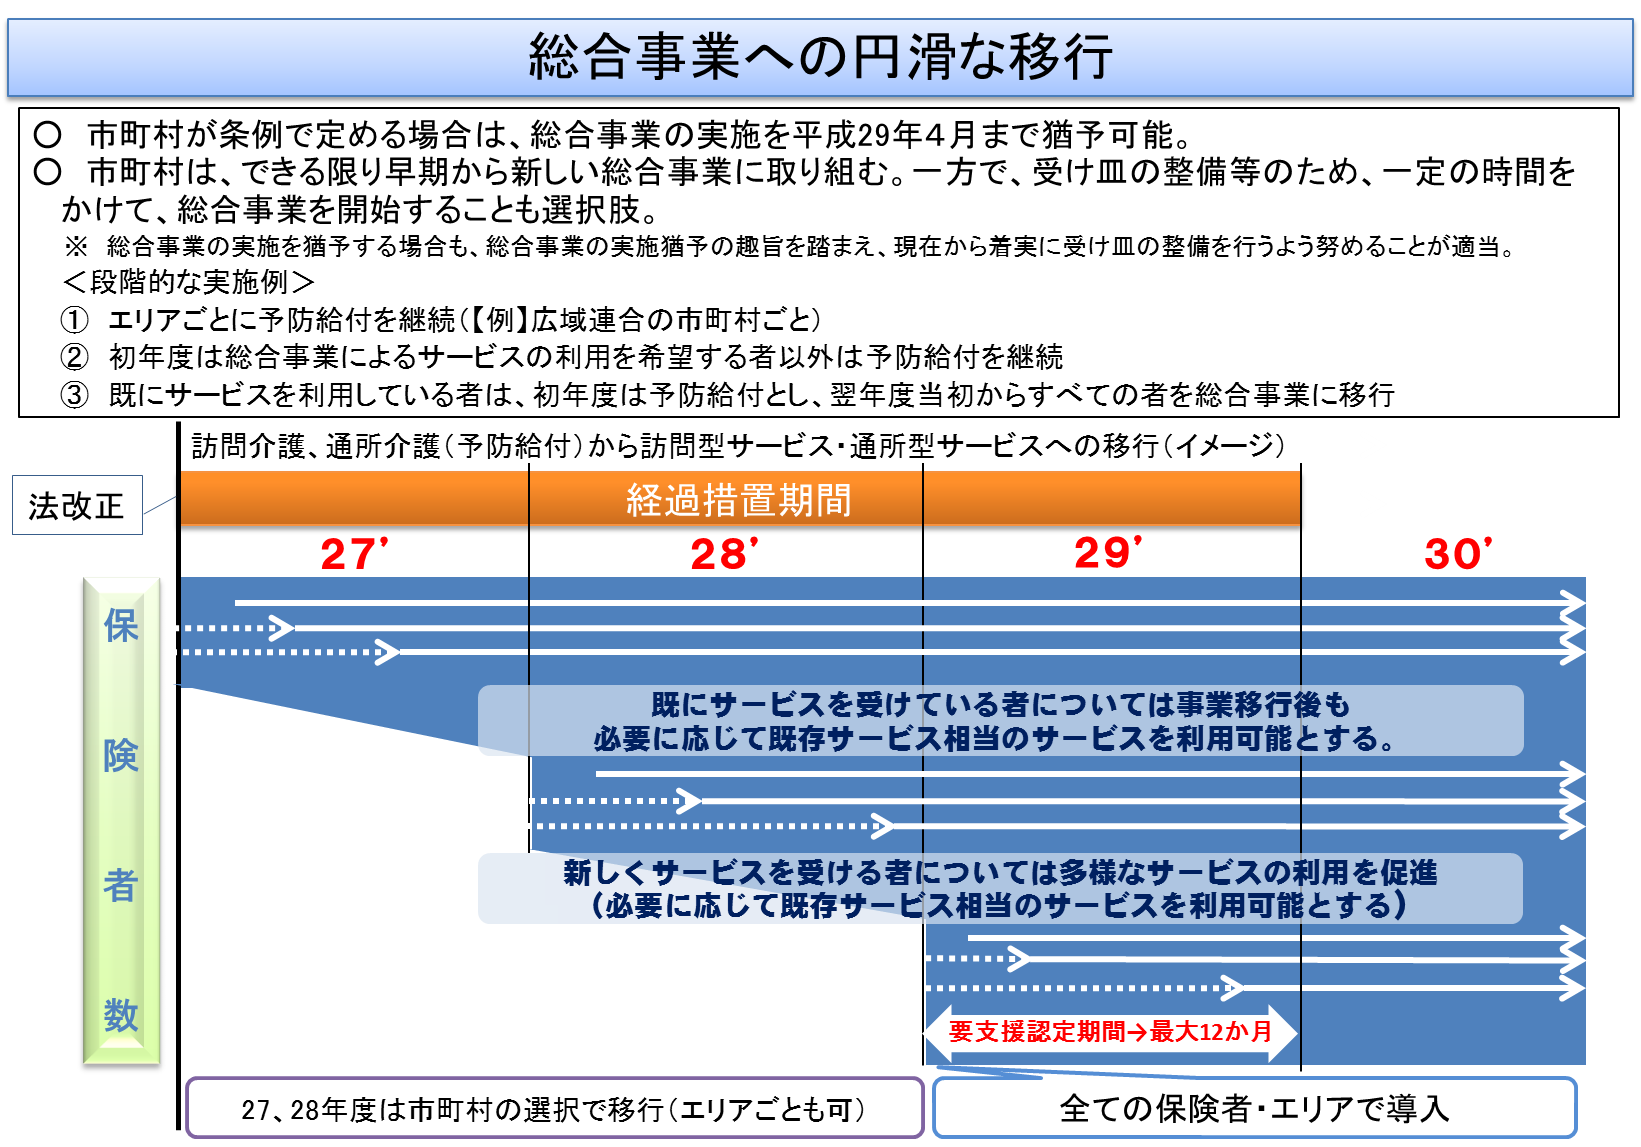 総合事業への円滑な移行
○　市町村が条例で定める場合は、総合事業の実施を平成29年４月まで猶予可能。
○　市町村は、できる限り早期から新しい総合事業に取り組む。一方で、受け皿の整備等のため、一定の時間を
かけて、総合事業を開始することも選択肢。
※　総合事業の実施を猶予する場合も、総合事業の実施猶予の趣旨を踏まえ、現在から着実に受け皿の整備を行うよう努めることが適当。
＜段階的な実施例＞
①　エリアごとに予防給付を継続（【例】広域連合の市町村ごと）
②　初年度は総合事業によるサービスの利用を希望する者以外は予防給付を継続
③　既にサービスを利用している者は、初年度は予防給付とし、翌年度当初からすべての者を総合事業に移行
訪問介護、通所介護（予防給付）から訪問型サービス・通所型サービスへの移行（イメージ）
法改正
経過措置期間
27’
28’
29’
30’
保険者数
既にサービスを受けている者については事業移行後も
必要に応じて既存サービス相当のサービスを利用可能とする。
新しくサービスを受ける者については多様なサービスの利用を促進
（必要に応じて既存サービス相当のサービスを利用可能とする）
要支援認定期間→最大12か月
27、28年度は市町村の選択で移行（エリアごとも可）
全ての保険者・エリアで導入